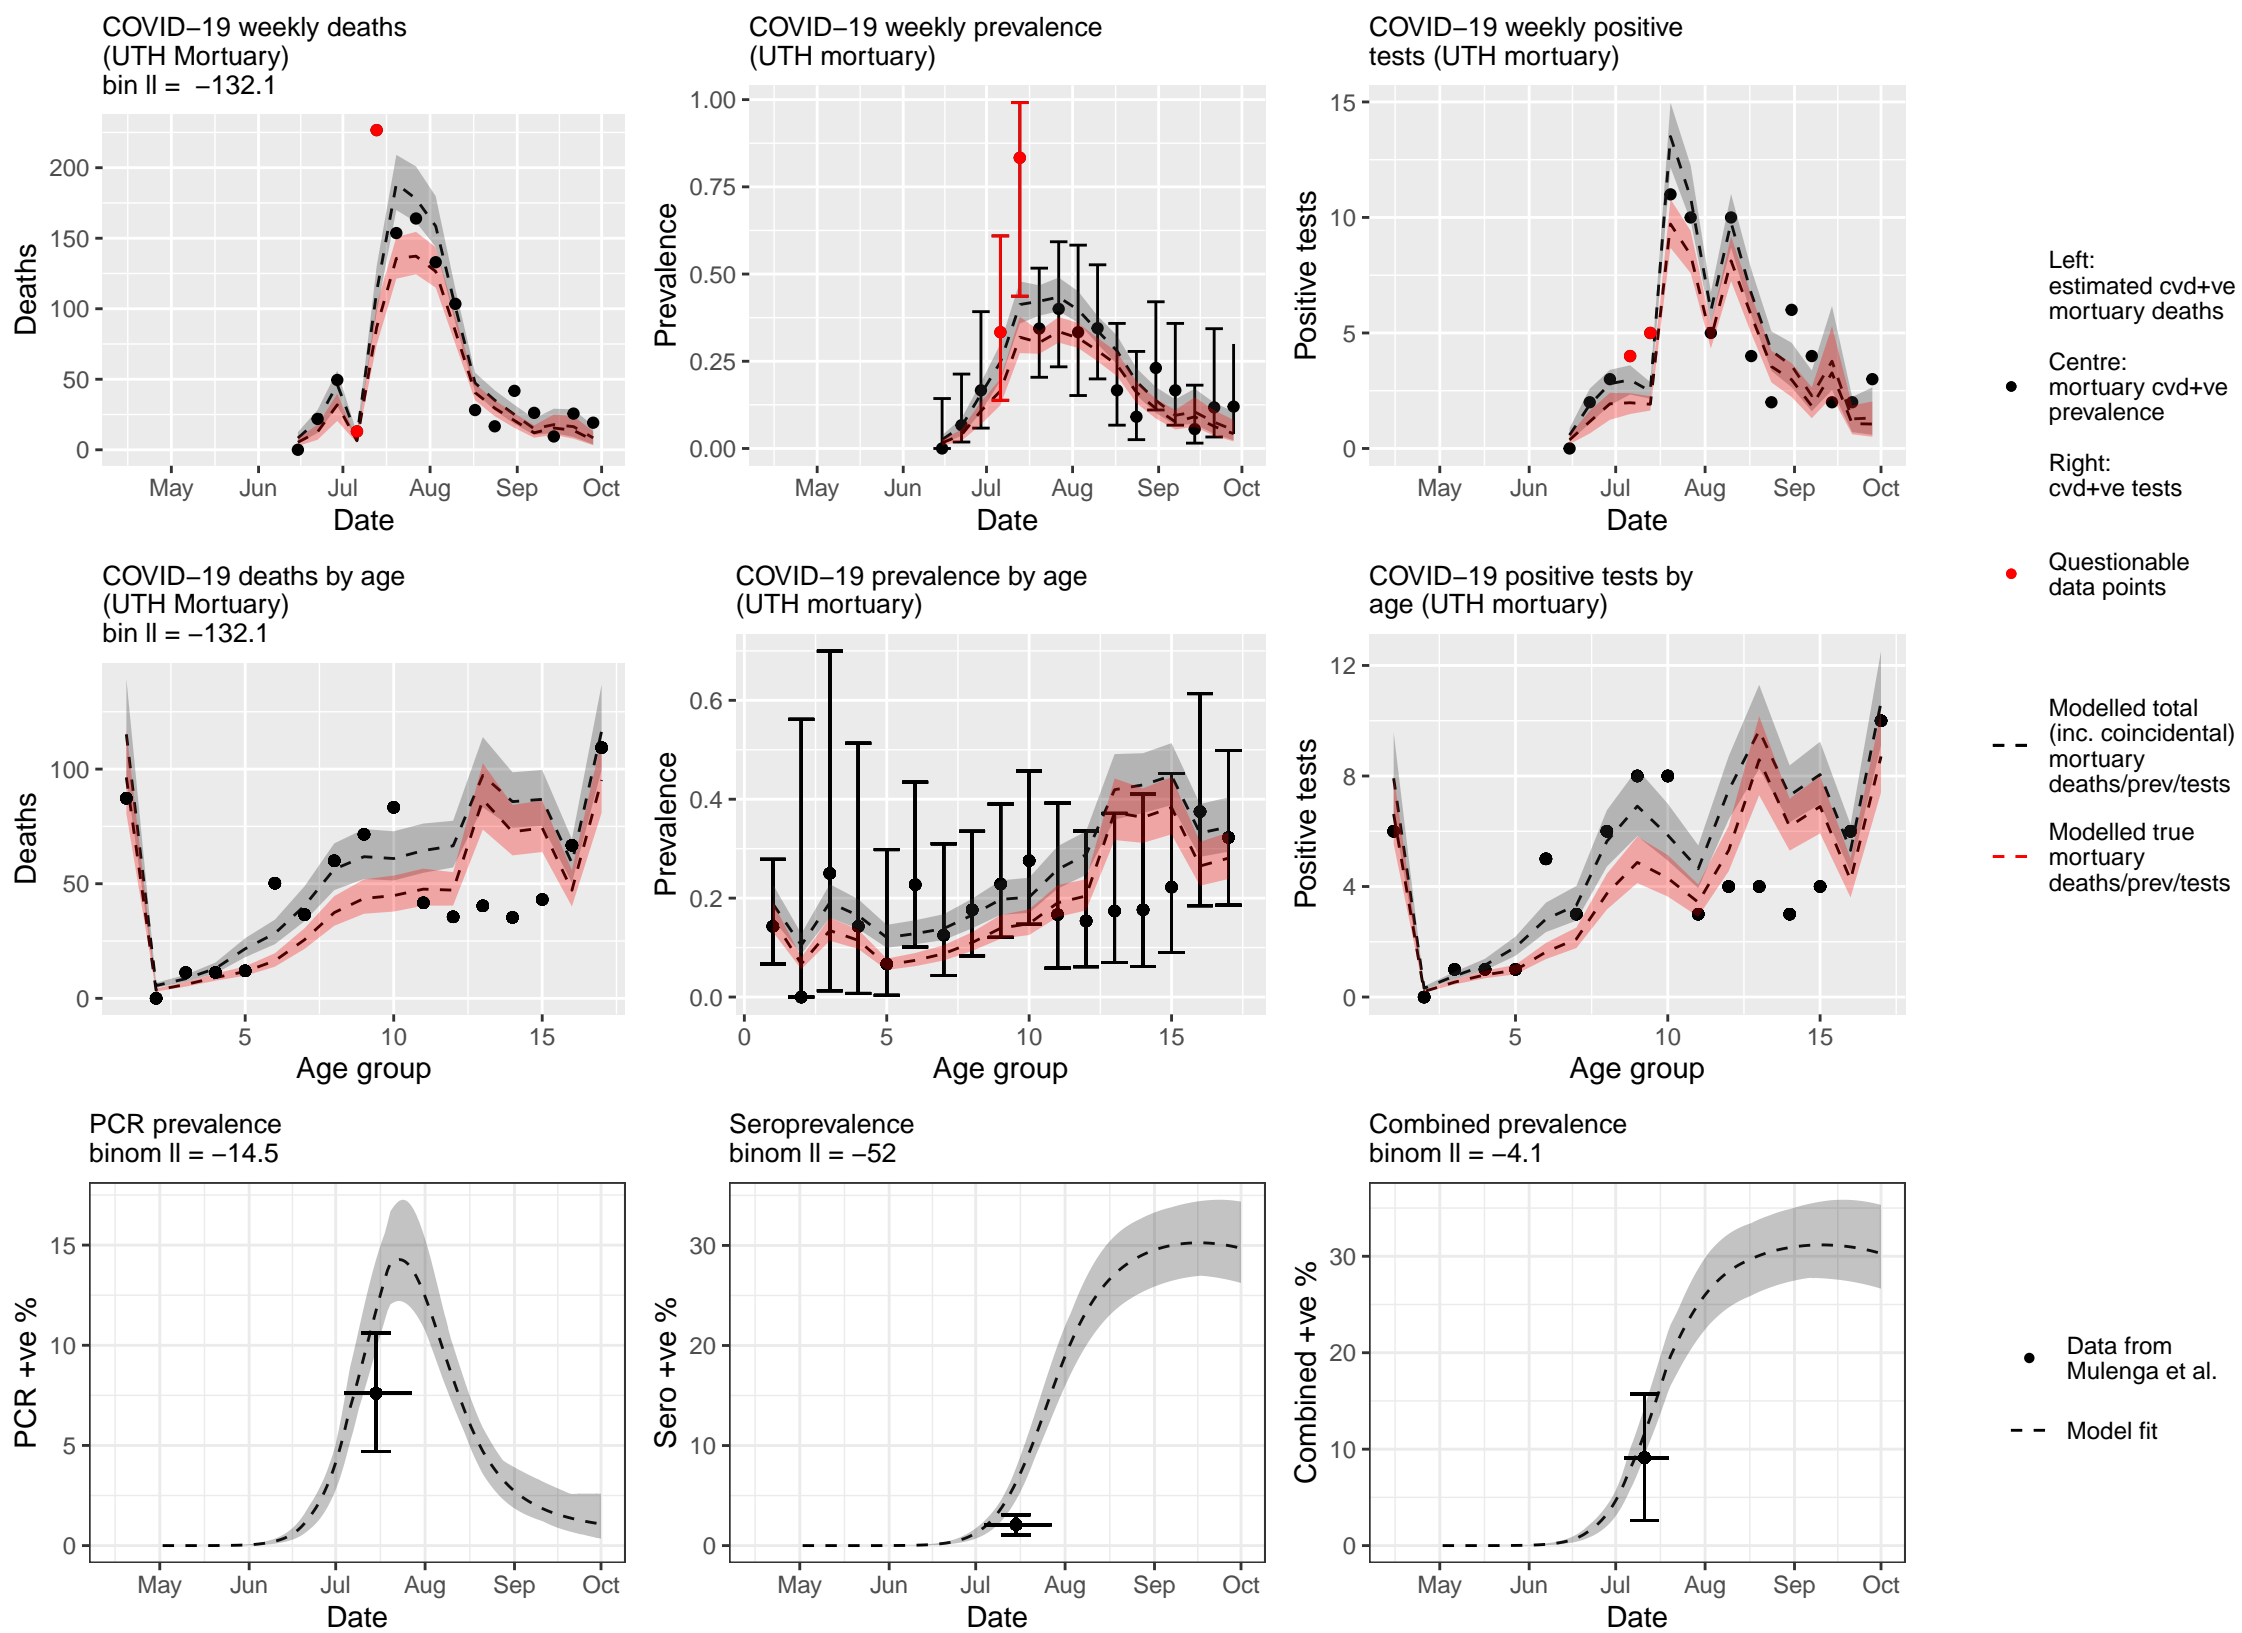 COVID−19 weekly deaths
(UTH Mortuary)
bin ll =  −132.1
200
150
100
50
0
Deaths
May Jun Jul Aug Sep Oct
Date
COVID−19 weekly prevalence
(UTH mortuary)
1.00
0.75
0.50
0.25
0.00
Prevalence
May Jun Jul Aug Sep Oct
Date
COVID−19 weekly positive
tests (UTH mortuary)
15
10
5
0
Positive tests
May Jun Jul Aug Sep Oct
Date
Left:
estimated cvd+ve
mortuary deaths
Centre:
mortuary cvd+ve
prevalence
Right:
cvd+ve tests
Questionable
data points
Modelled total
(inc. coincidental)
mortuary
deaths/prev/tests
Modelled true
mortuary
deaths/prev/tests
COVID−19 deaths by age
(UTH Mortuary)
bin ll = −132.1
100
50
0
Deaths
5 10 15
Age group
COVID−19 prevalence by age
(UTH mortuary)
0.6
0.4
0.2
0.0
Prevalence
0 5 10 15
Age group
COVID−19 positive tests by
age (UTH mortuary)
12
8
4
0
Positive tests
5 10 15
Age group
PCR prevalence
binom ll = −14.5
15
10
5
0
PCR +ve %
May Jun Jul Aug Sep Oct
Date
Seroprevalence
binom ll = −52
30
20
10
0
Sero +ve %
May Jun Jul Aug Sep Oct
Date
Combined prevalence
binom ll = −4.1
30
20
10
0
Combined +ve %
May Jun Jul Aug Sep Oct
Date
Data from
Mulenga et al.
Model fit